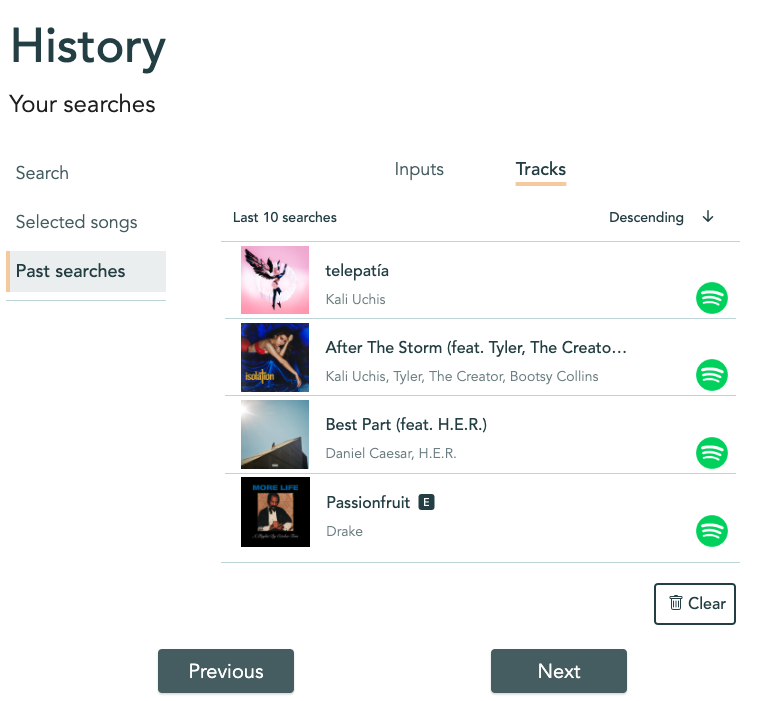 History
Your searches
Search
Selected songs
Past searches
Inputs Tracks
Last 10 searches Descending
telepatía
Kali Uchis
isolation
After The Storm (feat. Tyler, The Creato...
Kali Uchis, Tyler, The Creator, Bootsy Collins
Best Part (feat. H.E.R.)
Daniel Caesar, H.E.R.
MORE LIFE
Passionfruit E
Drake
Clear
Previous Next